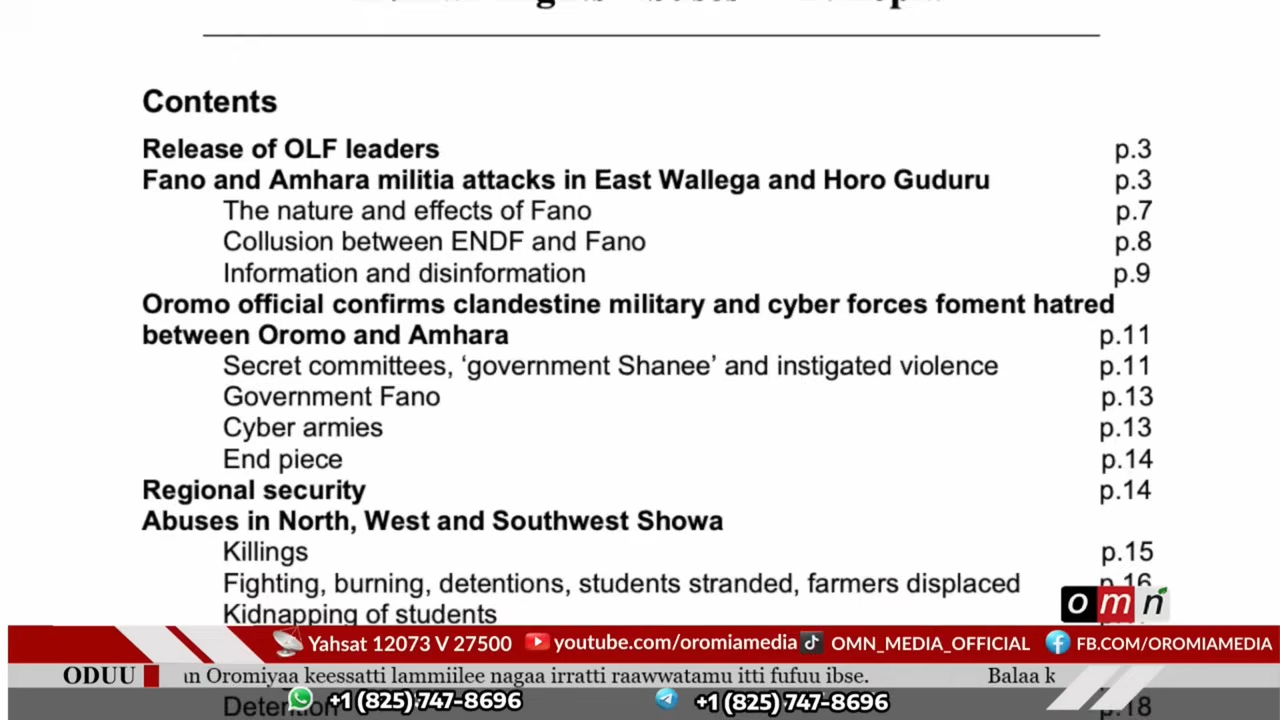 Contents
Release of OLF leaders p.3
Fano and Amhara militia attacks in East Wallega and Horo Guduru p.3
The nature and effects of Fano p.7
Collusion between ENDF and Fano p.8
Information and disinformation p.9
Oromo official confirms clandestine military and cyber forces foment hatred
between Oromo and Amhara p.11
Secret committees, ‘government Shanee’ and instigated violence p.11
Government Fano p.13
Cyber armies p.13
End piece p.14
Regional security p.14
Abuses in North, West and Southwest Showa
Killings p.15
Fighting, burning, detentions, students stranded, farmers displaced p.16
Kidnapping of students
omn
Yahsat 12073 V 27500 youtube.com/oromiamedia OMN_MEDIA_OFFICIAL FB.COM/OROMIAMEDIA
ODUU Oromiyaa keessatti lammiilee nagaa irratti raawwatamu itti fufuu ibse. Balaa k
+1 (825) 747-8696 +1 (825) 747-8696
Detention p.18